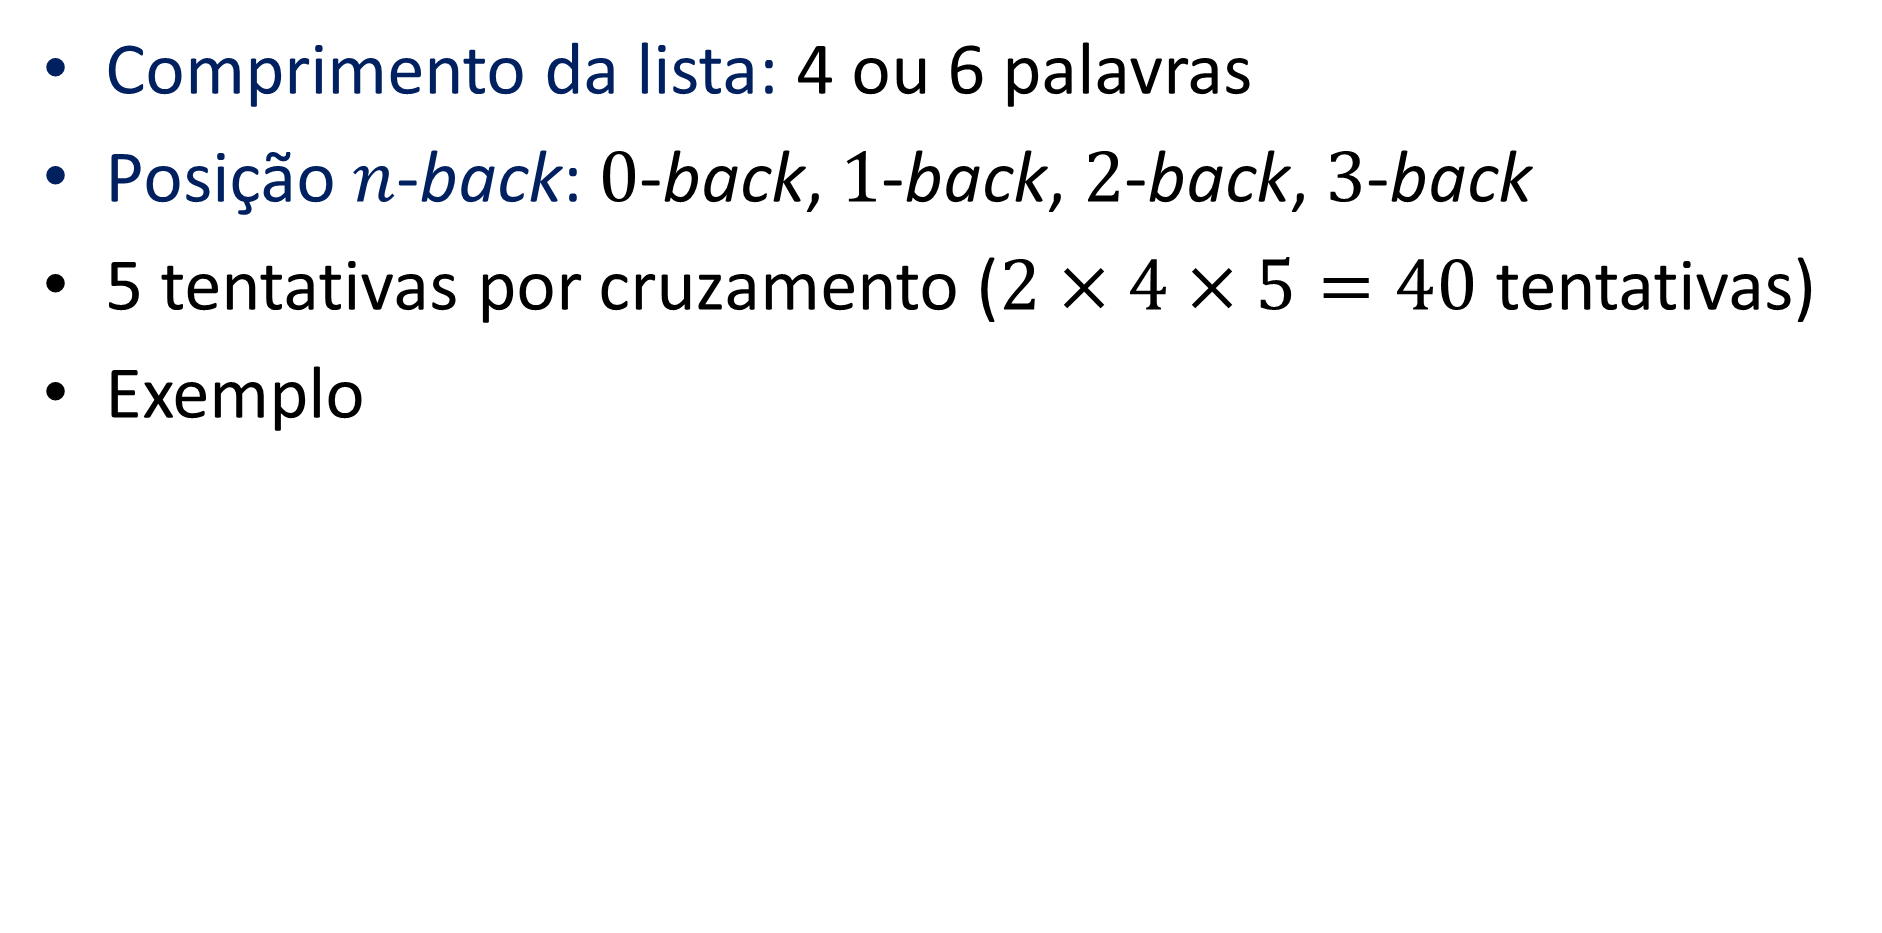 • Comprimento da lista: 4 ou 6 palavras
• Posição n-back: 0-back, 1-back, 2-back, 3-back
• 5 tentativas por cruzamento (2 × 4 × 5 = 40 tentativas)
• Exemplo